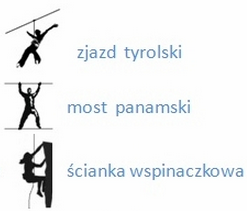 zjazd tyrolski
most panamski
ścianka wspinaczkowa